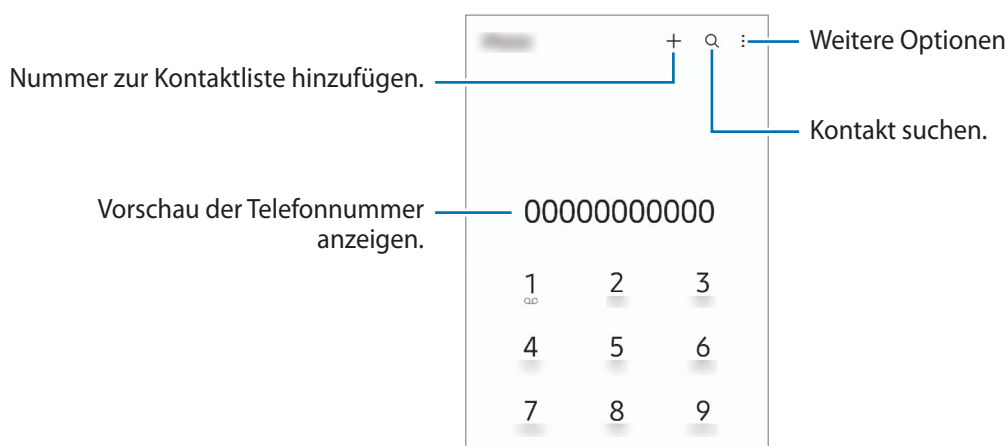 Weitere Optionen
Nummer zur Kontaktliste hinzufügen.
Kontakt suchen.
Vorschau der Telefonnummer
anzeigen.
00000000000
1 2 3
4 5 6
7 8 9